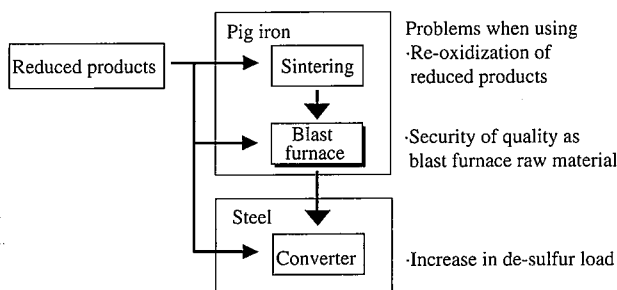 Pig iron
Problems when using
Reduced products
Sintering
·Re-oxidization of
reduced products
Blast
furnace
·Security of quality as
blast furnace raw material
Steel
Converter
·Increase in de-sulfur load